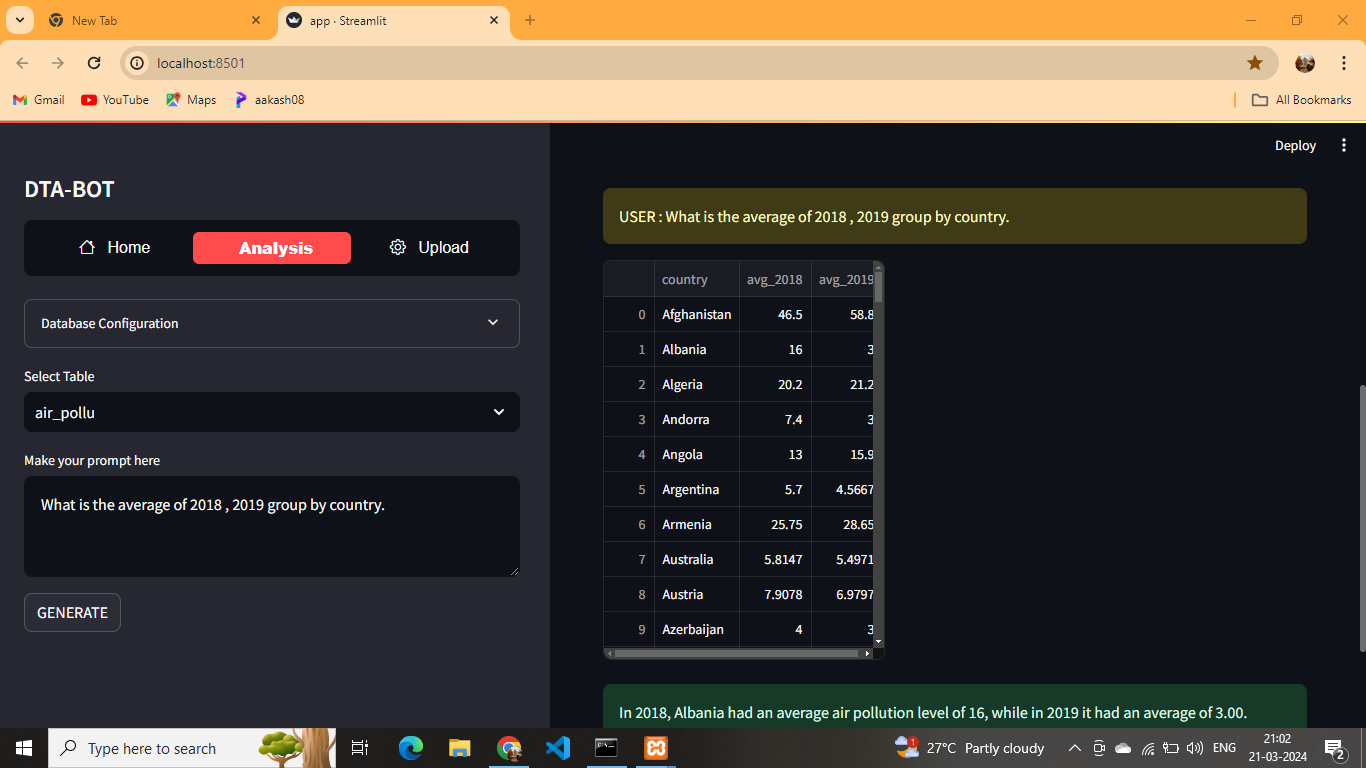 New Tab
app · Streamlit
localhost:8501
Gmail
YouTube
Maps
aakash08
All Bookmarks
DTA-BOT
Home
Analysis
Upload
Database Configuration
Select Table
air_pollu
Make your prompt here
What is the average of 2018 , 2019 group by country.
GENERATE
Deploy
USER : What is the average of 2018 , 2019 group by country.
country avg_2018 avg_2019
0 Afghanistan 46.5 58.8
1 Albania 16 3
2 Algeria 20.2 21.2
3 Andorra 7.4 3
4 Angola 13 15.9
5 Argentina 5.7 4.5667
6 Armenia 25.75 28.65
7 Australia 5.8147 5.4971
8 Austria 7.9078 6.9797
9 Azerbaijan 4 3
In 2018, Albania had an average air pollution level of 16, while in 2019 it had an average of 3.00.
Type here to search
1
27°C Partly cloudy
ENG
21:02
21-03-2024
2